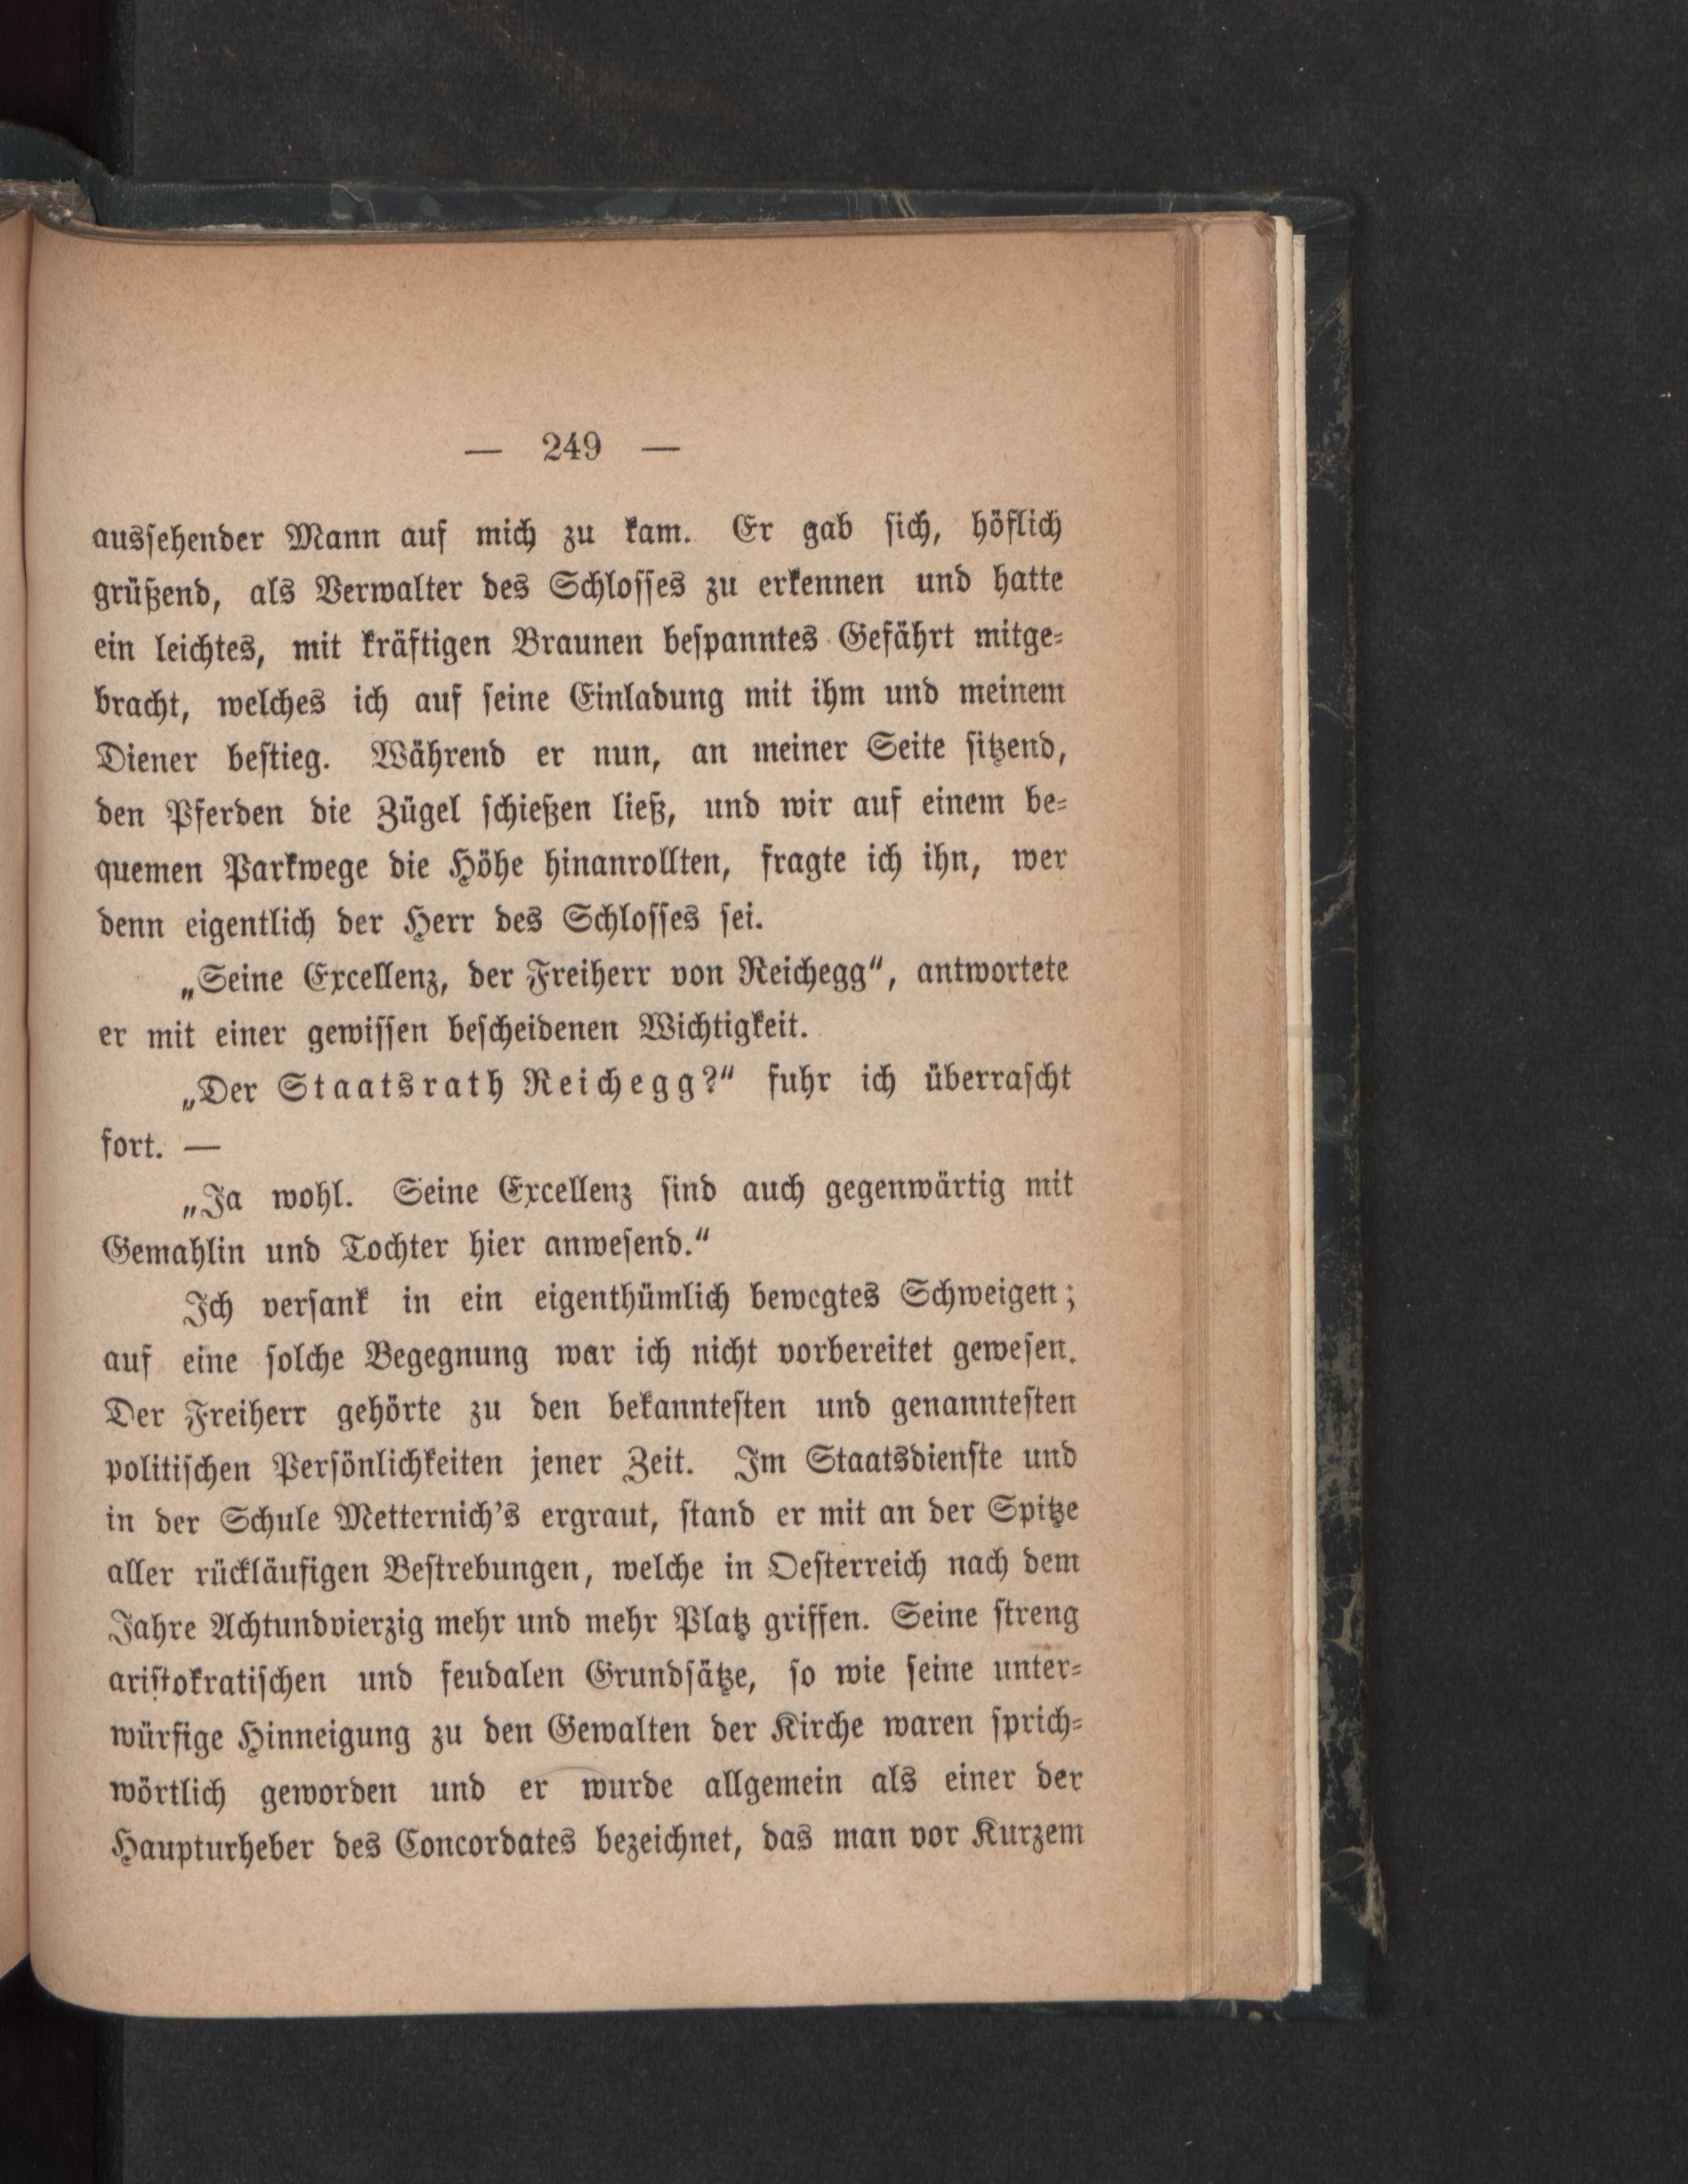 — 249 —
aussehender Mann auf mich zu kam. Er gab sich, höflich
grüßend, als Verwalter des Schlosses zu erkennen und hatte
ein leichtes, mit kräftigen Braunen bespanntes Gefährt mitge-
bracht, welches ich auf seine Einladung mit ihm und meinem
Diener bestieg. Während er nun, an meiner Seite sitzend,
den Pferden die Zügel schießen ließ, und wir auf einem be-
quemen Parkwege die Höhe hinanrollten, fragte ich ihn, wer
denn eigentlich der Herr des Schlosses sei.
„Seine Excellenz, der Freiherr von Reichegg“, antwortete
er mit einer gewissen bescheidenen Wichtigkeit.
„Der Staatsrath Reichegg?“ fuhr ich überrascht
fort. —
„Ja wohl. Seine Excellenz sind auch gegenwärtig mit
Gemahlin und Tochter hier anwesend.“
Ich versank in ein eigenthümlich bewegtes Schweigen;
auf eine solche Begegnung war ich nicht vorbereitet gewesen.
Der Freiherr gehörte zu den bekanntesten und genanntesten
politischen Persönlichkeiten jener Zeit. Im Staatsdienste und
in der Schule Metternich's ergraut, stand er mit an der Spitze
aller rückläufigen Bestrebungen, welche in Oesterreich nach dem
Jahre Achtundvierzig mehr und mehr Platz griffen. Seine streng
aristokratischen und feudalen Grundsätze, so wie seine unter-
würfige Hinneigung zu den Gewalten der Kirche waren sprich-
wörtlich geworden und er wurde allgemein als einer der
Haupturheber des Concordates bezeichnet, das man vor Kurzem